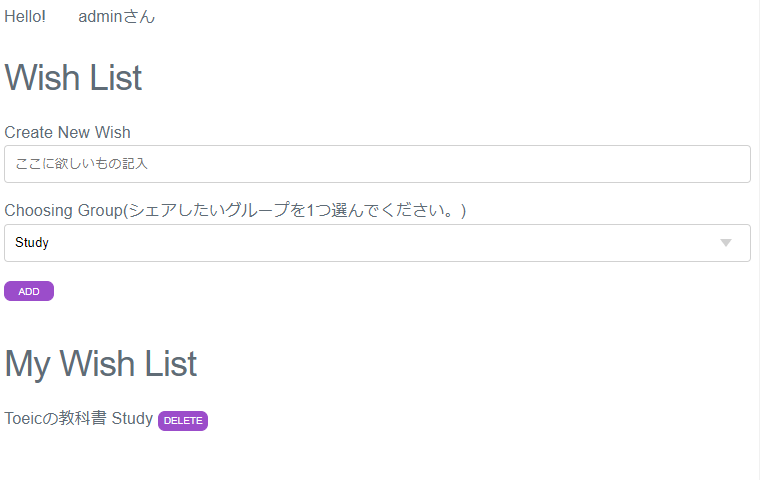 Hello! adminさん
Wish List
Create New Wish
ここに欲しいもの記入
Choosing Group(シェアしたいグループを1つ選んでください。)
Study
ADD
My Wish List
Toeicの教科書 Study DELETE